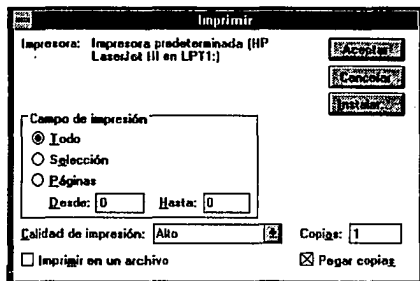 Imprimir
Impresora: Impresora predeterminada (HP
LaserJet III en LPT1:)
Aceptar
Cancelar
Instalar...
Campo de impresión
Todo
Selección
Páginas
Desde: 0 Hasta: 0
Calidad de impresión: Alto Copias: 1
Imprimir en un archivo Pegar copias